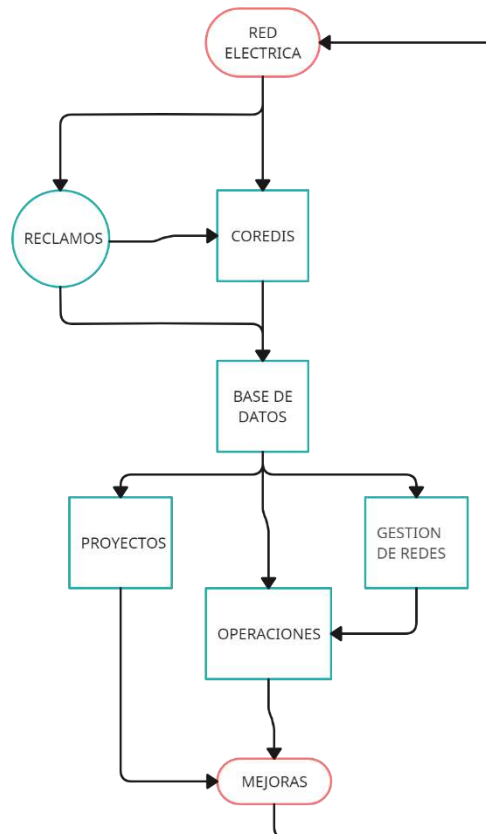 RED
ELECTRICA
RECLAMOS
COREDIS
BASE DE
DATOS
PROYECTOS
GESTION
DE REDES
OPERACIONES
MEJORAS